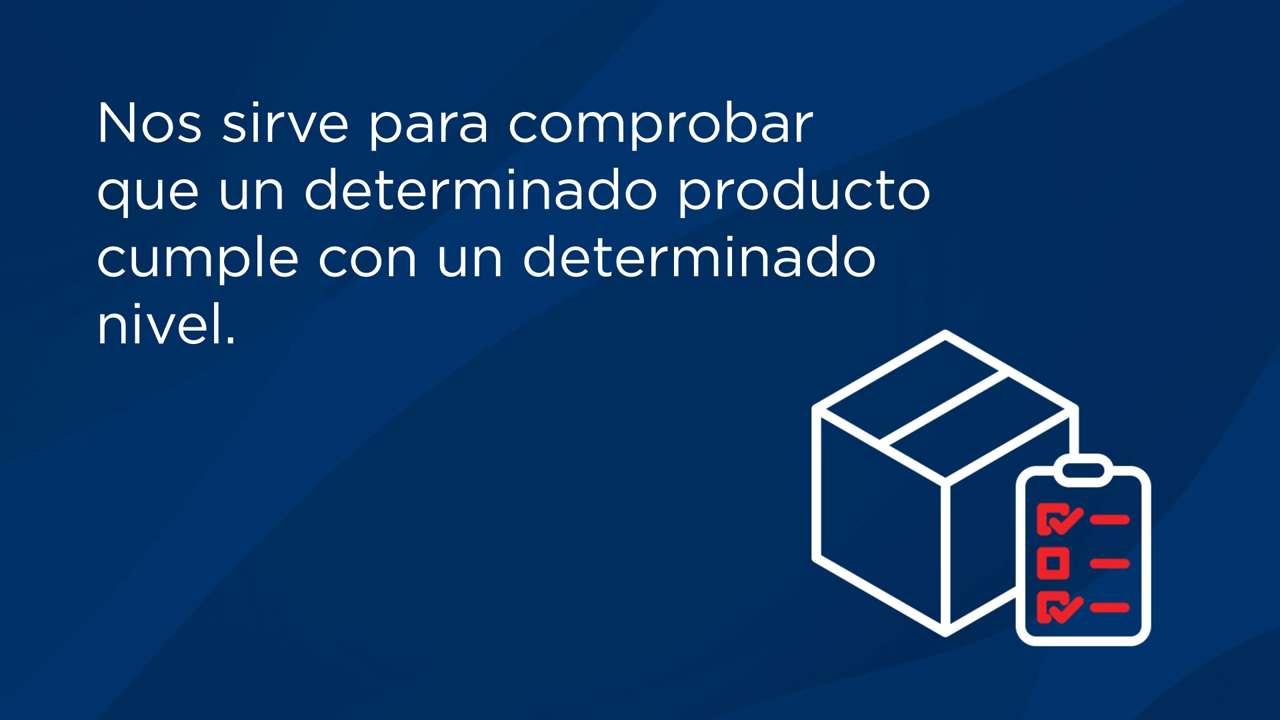 Nos sirve para comprobar
que un determinado producto
cumple con un determinado
nivel.